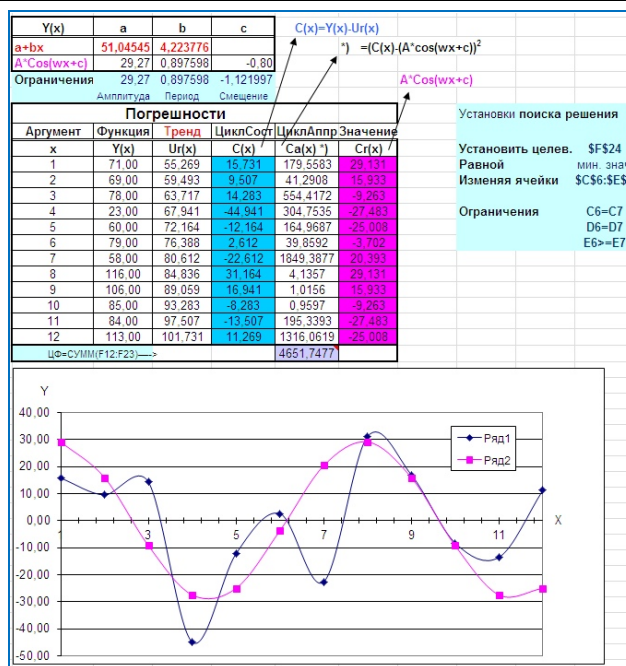 Y(x) a b c C(x)=Y(x)-Ur(x)
a+bx 51,04545 4,223776 *) =(C(x)-(A*cos(wx+c))²
A*Cos(wx+c) 29,27 0,897598 -0,80
Ограничения 29,27 0,897598 -1,121997 A*Cos(wx+c)
Амплитуда Период Смещение
Погрешности Установки поиска решения
Аргумент Функция Тренд ЦиклСост ЦиклАппр Значение
x Y(x) Ur(x) C(x) Ca(x) *) Cr(x) Установить целев. $F$24
1 71,00 55,269 15,731 179,5583 29,131 Равной мин. знач
2 69,00 59,493 9,507 41,2908 15,933 Изменяя ячейки $C$6:$E$
3 78,00 63,717 14,283 554,4172 -9,263
4 23,00 67,941 -44,941 304,7535 -27,483 Ограничения C6=C7
5 60,00 72,164 -12,164 164,9687 -25,008 D6=D7
6 79,00 76,388 2,612 39,8592 -3,702 E6>=E7
7 58,00 80,612 -22,612 1849,3877 20,393
8 116,00 84,836 31,164 4,1357 29,131
9 106,00 89,059 16,941 1,0156 15,933
10 85,00 93,283 -8,283 0,9597 -9,263
11 84,00 97,507 -13,507 195,3393 -27,483
12 113,00 101,731 11,269 1316,0619 -25,008
ЦФ=СУММ(F12:F23)----> 4651,7477
Y
40,00
30,00 Ряд1
20,00 Ряд2
10,00
0,00 X
3 5 7 9 11
-10,00
-20,00
-30,00
-40,00
-50,00